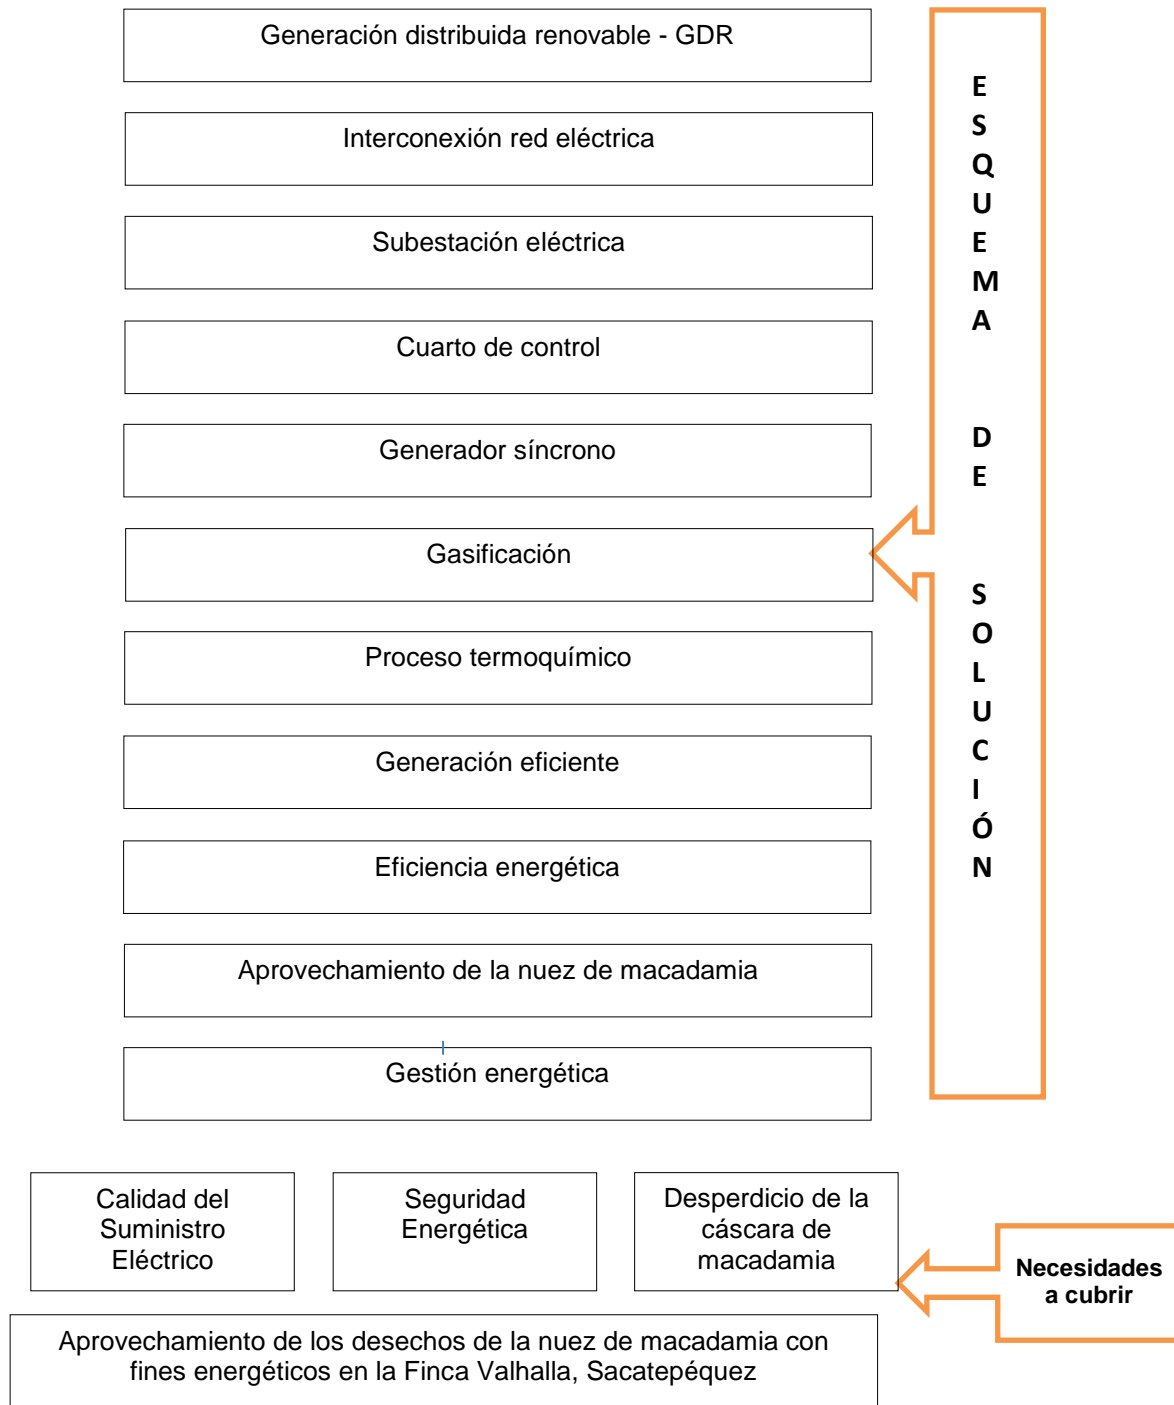 Generación distribuida renovable - GDR
Interconexión red eléctrica
Subestación eléctrica
Cuarto de control
Generador síncrono
Gasificación
Proceso termoquímico
Generación eficiente
Eficiencia energética
Aprovechamiento de la nuez de macadamia
Gestión energética
ESQUEMA DE SOLUCIÓN
Calidad del
Suministro
Eléctrico
Seguridad
Energética
Desperdicio de la
cáscara de
macadamia
Necesidades
a cubrir
Aprovechamiento de los desechos de la nuez de macadamia con
fines energéticos en la Finca Valhalla, Sacatepéquez